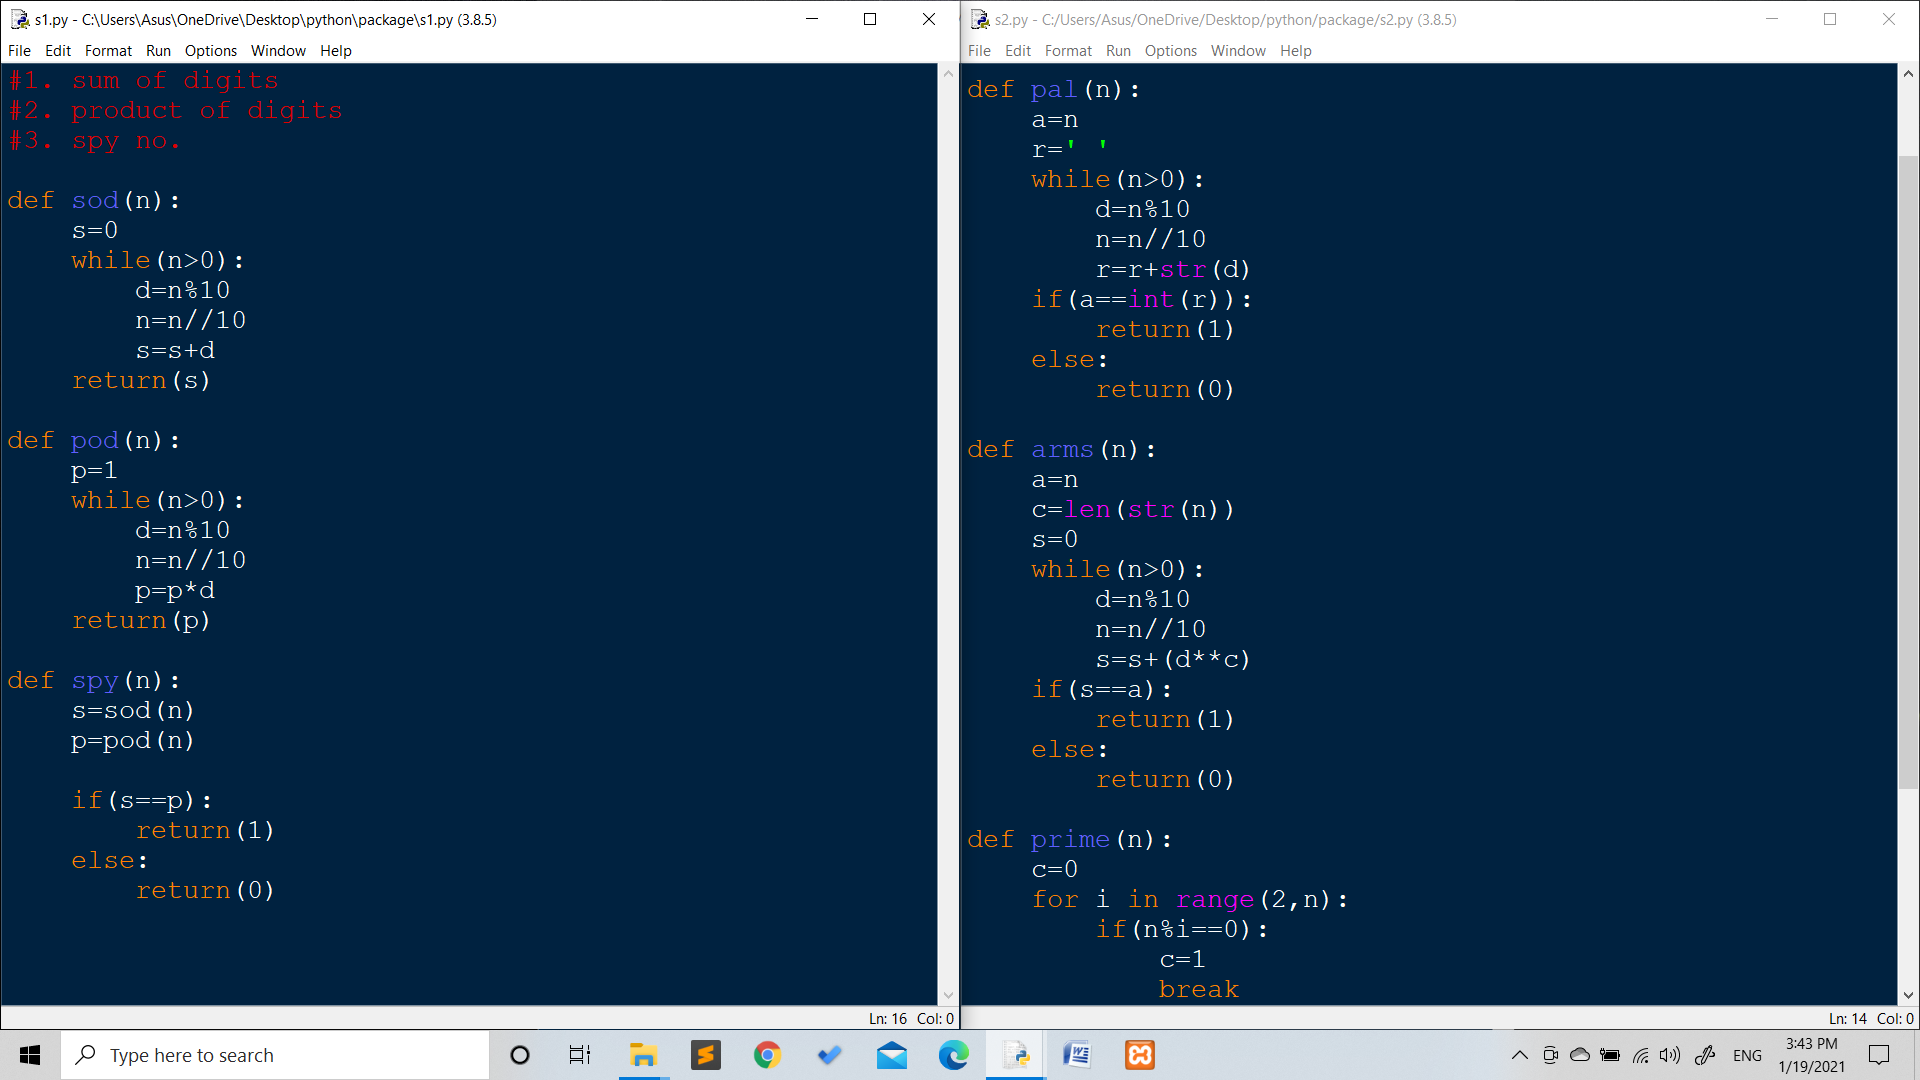 s1.py - C:\Users\Asus\OneDrive\Desktop\python\package\s1.py (3.8.5)
File Edit Format Run Options Window Help
#1. sum of digits
#2. product of digits
#3. spy no.
def sod(n):
    s=0
    while(n>0):
        d=n%10
        n=n//10
        s=s+d
    return(s)
def pod(n):
    p=1
    while(n>0):
        d=n%10
        n=n//10
        p=p*d
    return(p)
def spy(n):
    s=sod(n)
    p=pod(n)
    if(s==p):
        return(1)
    else:
        return(0)
Ln: 16 Col: 0
s2.py - C:/Users/Asus/OneDrive/Desktop/python/package/s2.py (3.8.5)
File Edit Format Run Options Window Help
def pal(n):
    a=n
    r=' '
    while(n>0):
        d=n%10
        n=n//10
        r=r+str(d)
    if(a==int(r)):
        return(1)
    else:
        return(0)
def arms(n):
    a=n
    c=len(str(n))
    s=0
    while(n>0):
        d=n%10
        n=n//10
        s=s+(d**c)
    if(s==a):
        return(1)
    else:
        return(0)
def prime(n):
    c=0
    for i in range(2,n):
        if(n%i==0):
            c=1
            break
Ln: 14 Col: 0
Type here to search
ENG
3:43 PM
1/19/2021